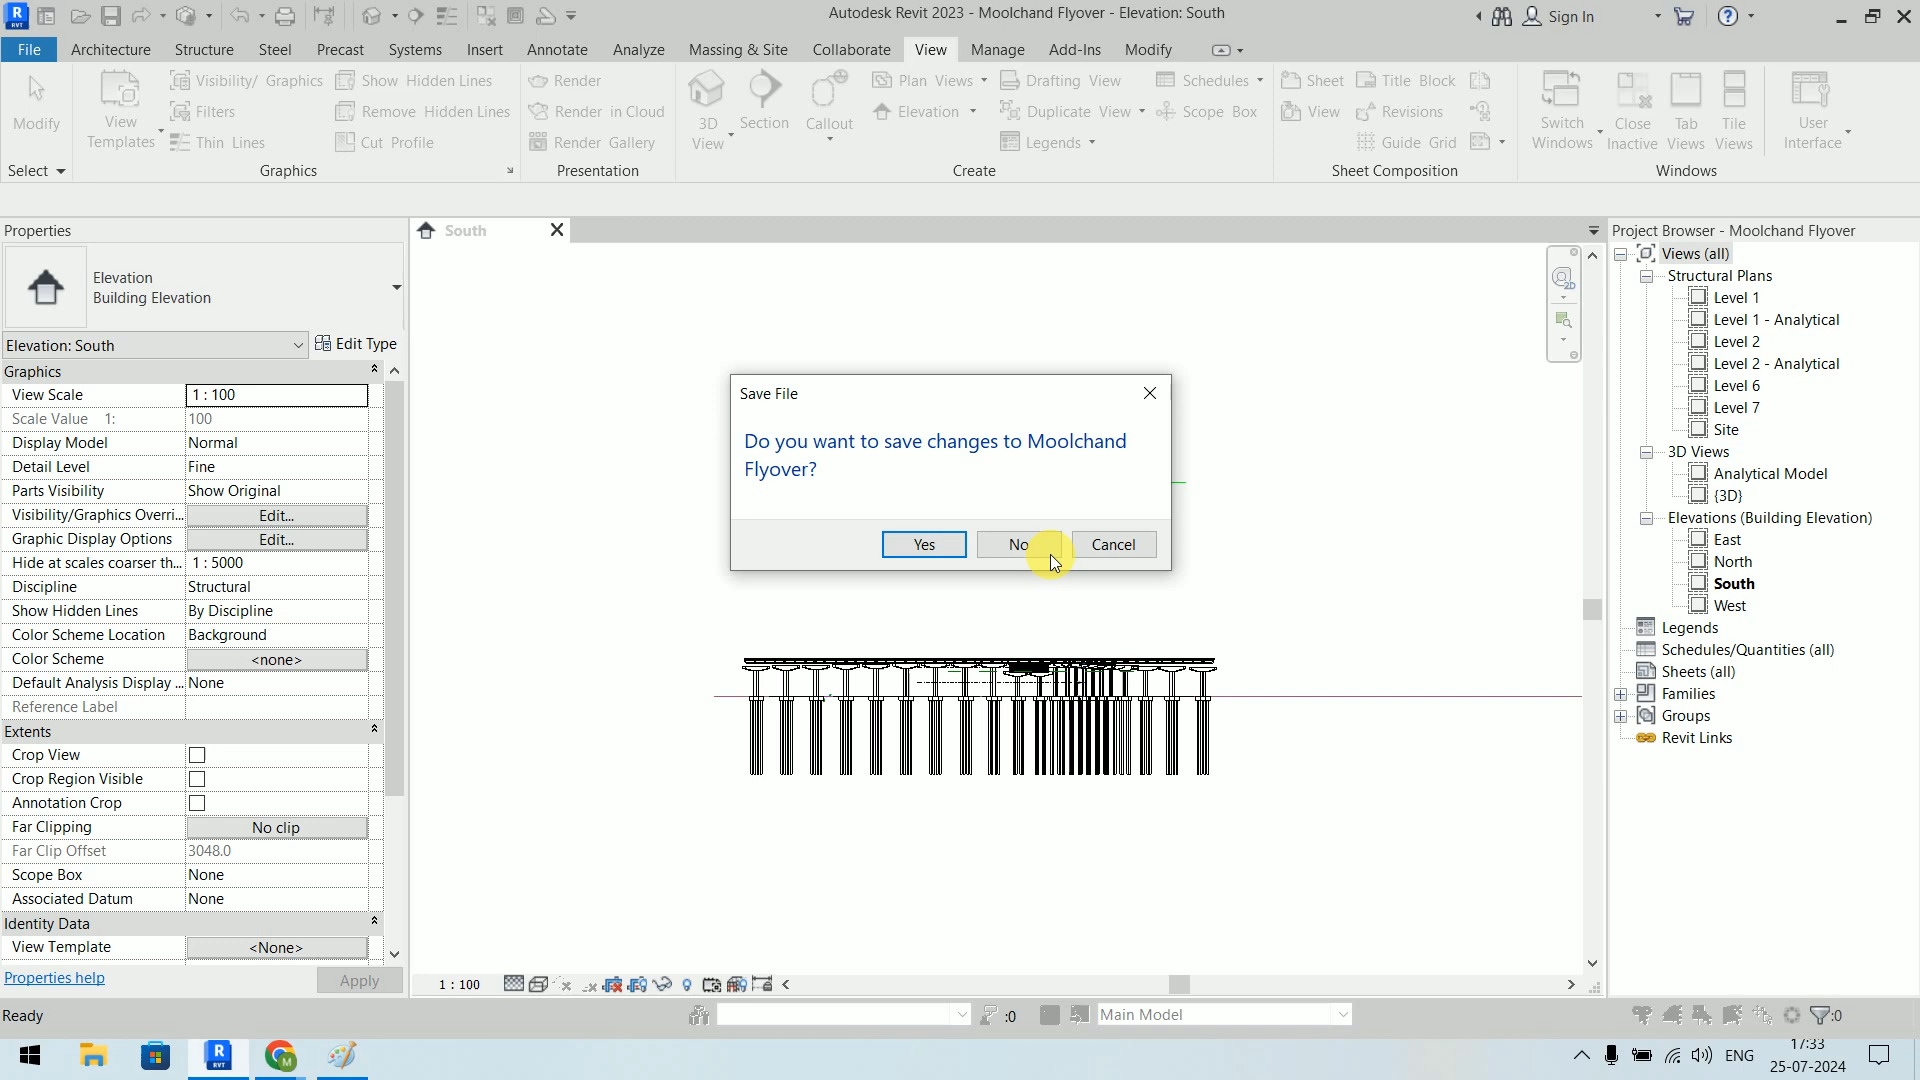 Autodesk Revit 2023 - Moolchand Flyover - Elevation: South
Sign In
File Architecture Structure Steel Precast Systems Insert Annotate Analyze Massing & Site Collaborate View Manage Add-Ins Modify
Modify
View Templates
Visibility/ Graphics
Filters
Thin Lines
Show Hidden Lines
Remove Hidden Lines
Cut Profile
Render
Render in Cloud
Render Gallery
3D View
Section
Callout
Plan Views
Elevation
Drafting View
Duplicate View
Legends
Schedules
Scope Box
Sheet
View
Title Block
Revisions
Guide Grid
Switch Windows
Close Inactive
Tab Views
Tile Views
User Interface
Select Graphics Presentation Create Sheet Composition Windows
Properties
Elevation
Building Elevation
Elevation: South Edit Type
Graphics
View Scale 1 : 100
Scale Value 1: 100
Display Model Normal
Detail Level Fine
Parts Visibility Show Original
Visibility/Graphics Overri... Edit...
Graphic Display Options Edit...
Hide at scales coarser th... 1 : 5000
Discipline Structural
Show Hidden Lines By Discipline
Color Scheme Location Background
Color Scheme <none>
Default Analysis Display ... None
Reference Label
Extents
Crop View
Crop Region Visible
Annotation Crop
Far Clipping No clip
Far Clip Offset 3048.0
Scope Box None
Associated Datum None
Identity Data
View Template <None>
Properties help Apply
South
2D
Save File
Do you want to save changes to Moolchand
Flyover?
Yes No Cancel
1 : 100
Project Browser - Moolchand Flyover
Views (all)
Structural Plans
Level 1
Level 1 - Analytical
Level 2
Level 2 - Analytical
Level 6
Level 7
Site
3D Views
Analytical Model
{3D}
Elevations (Building Elevation)
East
North
South
West
Legends
Schedules/Quantities (all)
Sheets (all)
Families
Groups
Revit Links
Ready
:0
Main Model
:0
R
RVT
M
ENG
17:33
25-07-2024